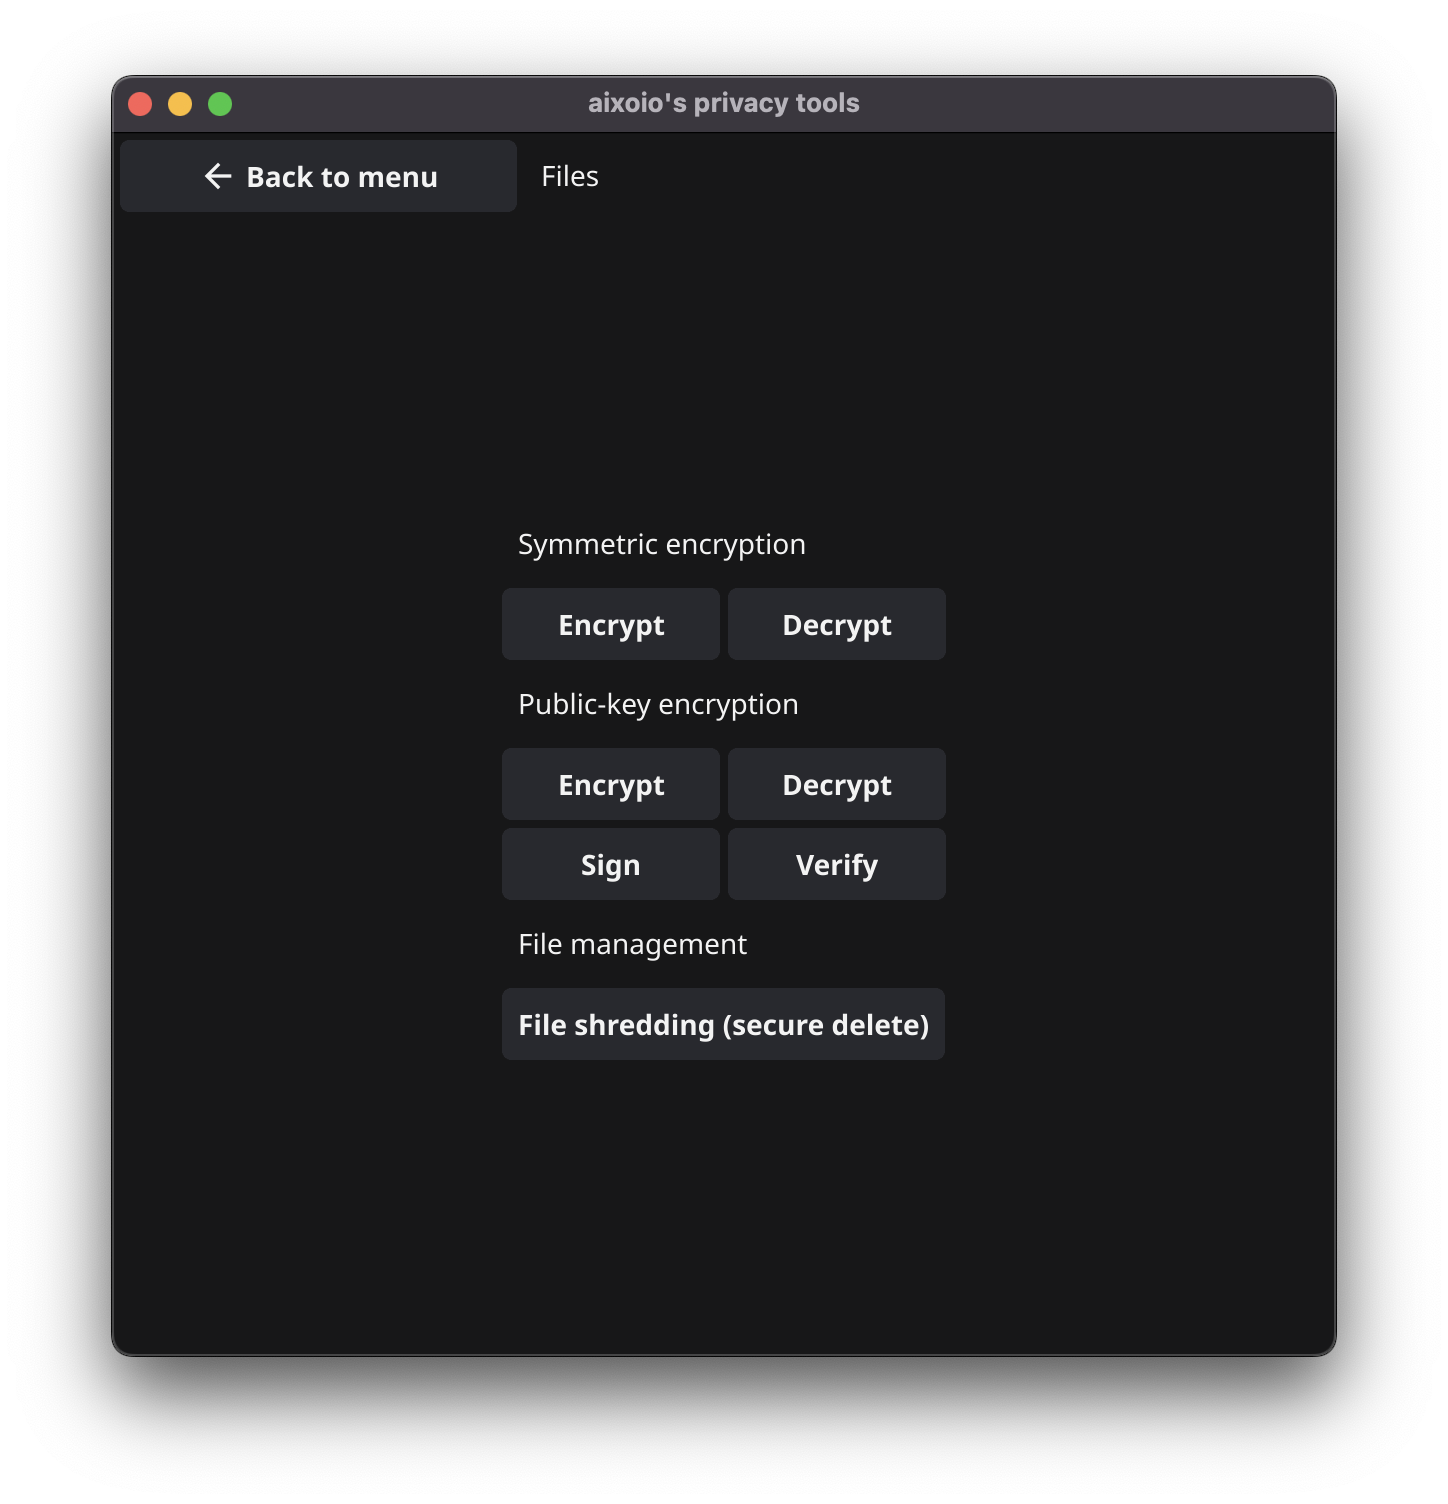 aixoio's privacy tools
Back to menu
Files
Symmetric encryption
Encrypt
Decrypt
Public-key encryption
Encrypt
Decrypt
Sign
Verify
File management
File shredding (secure delete)